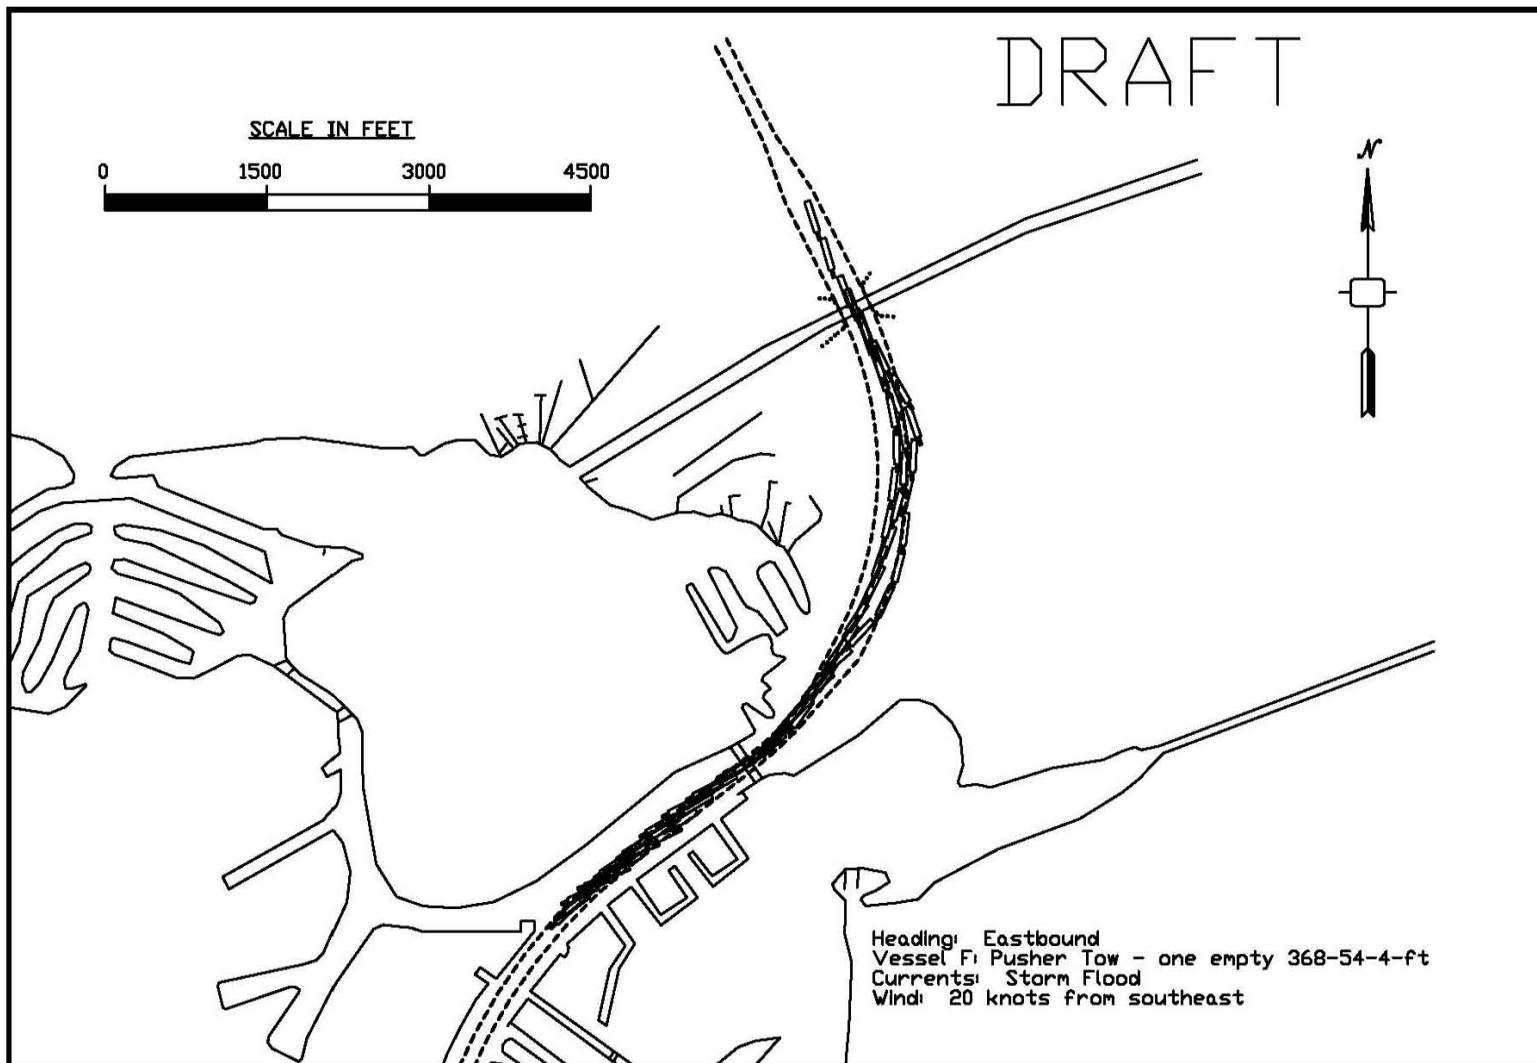 DRAFT
SCALE IN FEET
0 1500 3000 4500
N
Heading: Eastbound
Vessel F: Pusher Tow - one empty 368-54-4-ft
Currents: Storm Flood
Wind: 20 knots from southeast